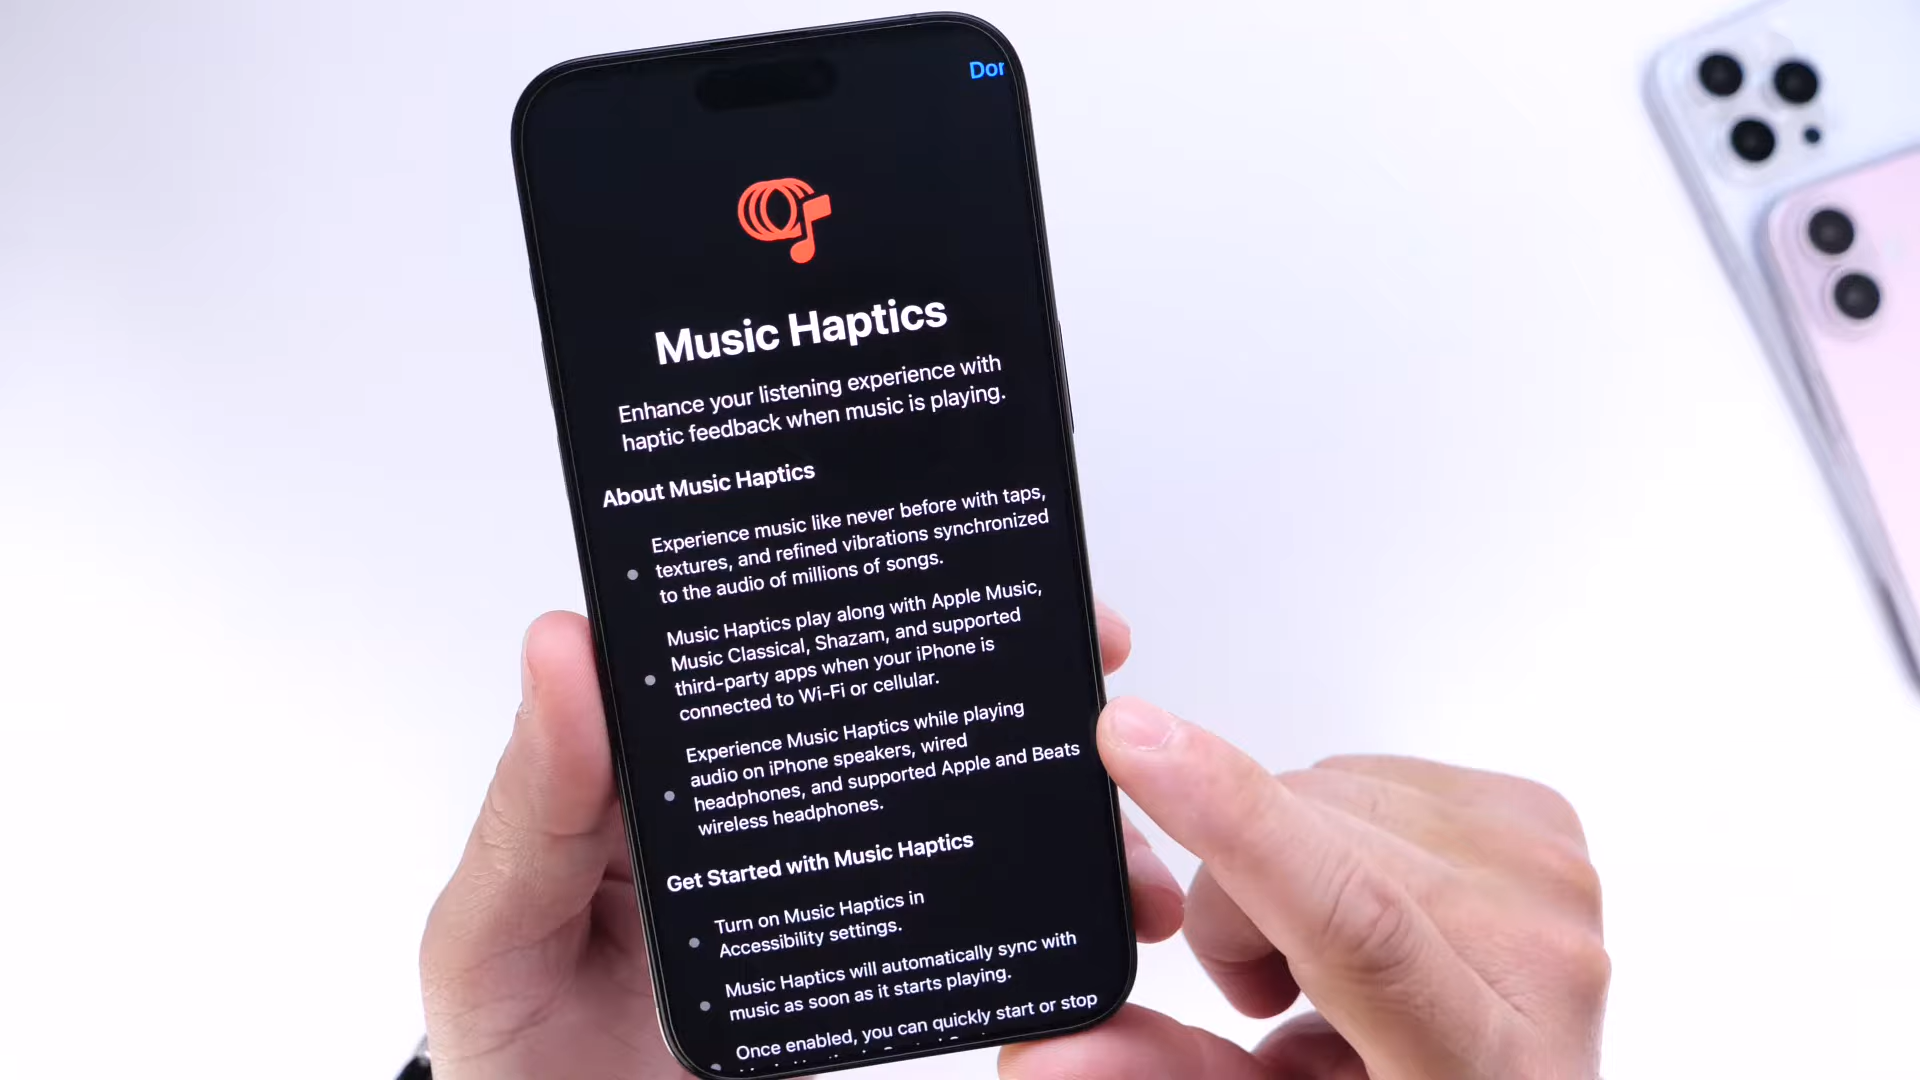 Dor
Music Haptics
Enhance your listening experience with
haptic feedback when music is playing.
About Music Haptics
Experience music like never before with taps,
textures, and refined vibrations synchronized
to the audio of millions of songs.
Music Haptics play along with Apple Music,
Music Classical, Shazam, and supported
third-party apps when your iPhone is
connected to Wi-Fi or cellular.
Experience Music Haptics while playing
audio on iPhone speakers, wired
headphones, and supported Apple and Beats
wireless headphones.
Get Started with Music Haptics
Turn on Music Haptics in
Accessibility settings.
Music Haptics will automatically sync with
music as soon as it starts playing.
Once enabled, you can quickly start or stop